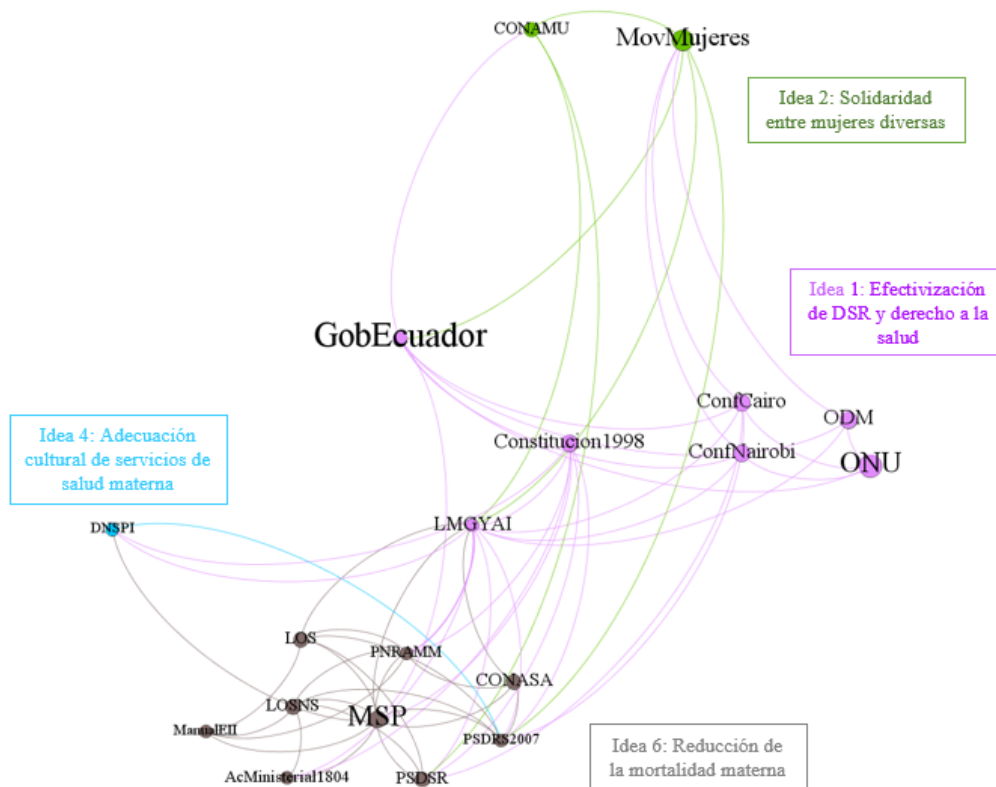 CONAMU
MovMujeres
Idea 2: Solidaridad
entre mujeres diversas
Idea 1: Efectivización
de DSR y derecho a la
salud
GobEcuador
ConfCairo
ODM
Idea 4: Adecuación
cultural de servicios de
salud materna
Constitucion1998
ConfNairobi
ONU
DNSPI
LMGYAI
LOS
PNRAMM
CONASA
LOSNS
MSP
ManualEII
PSDRS2007
Idea 6: Reducción de
la mortalidad materna
AcMinisterial1804
PSDSR